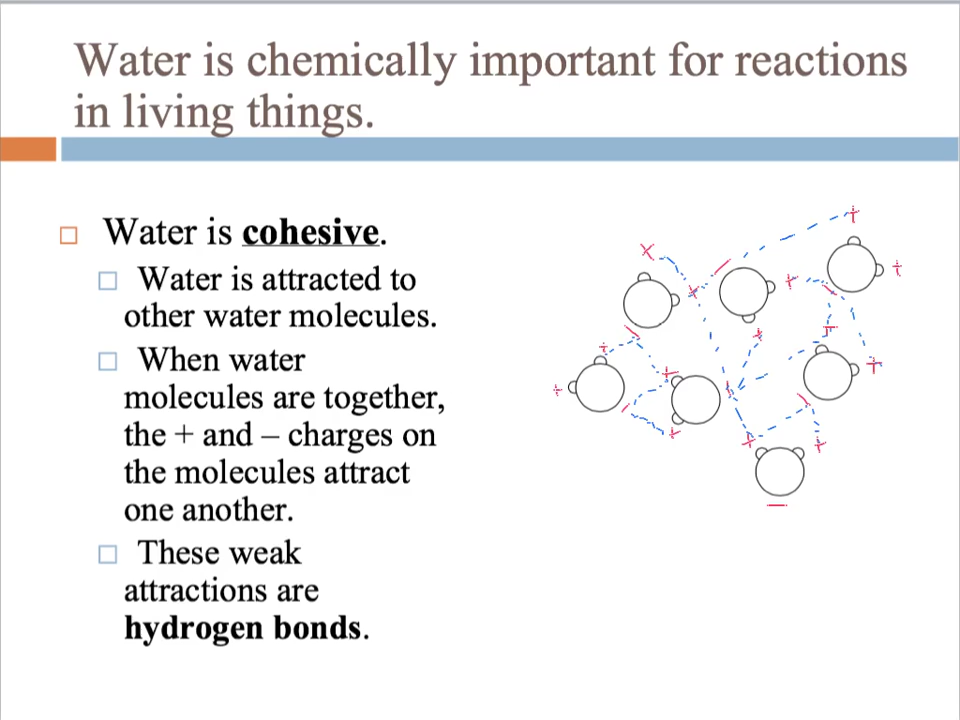 Water is chemically important for reactions
in living things.
Water is cohesive.
Water is attracted to
other water molecules.
When water
molecules are together,
the + and – charges on
the molecules attract
one another.
These weak
attractions are
hydrogen bonds.